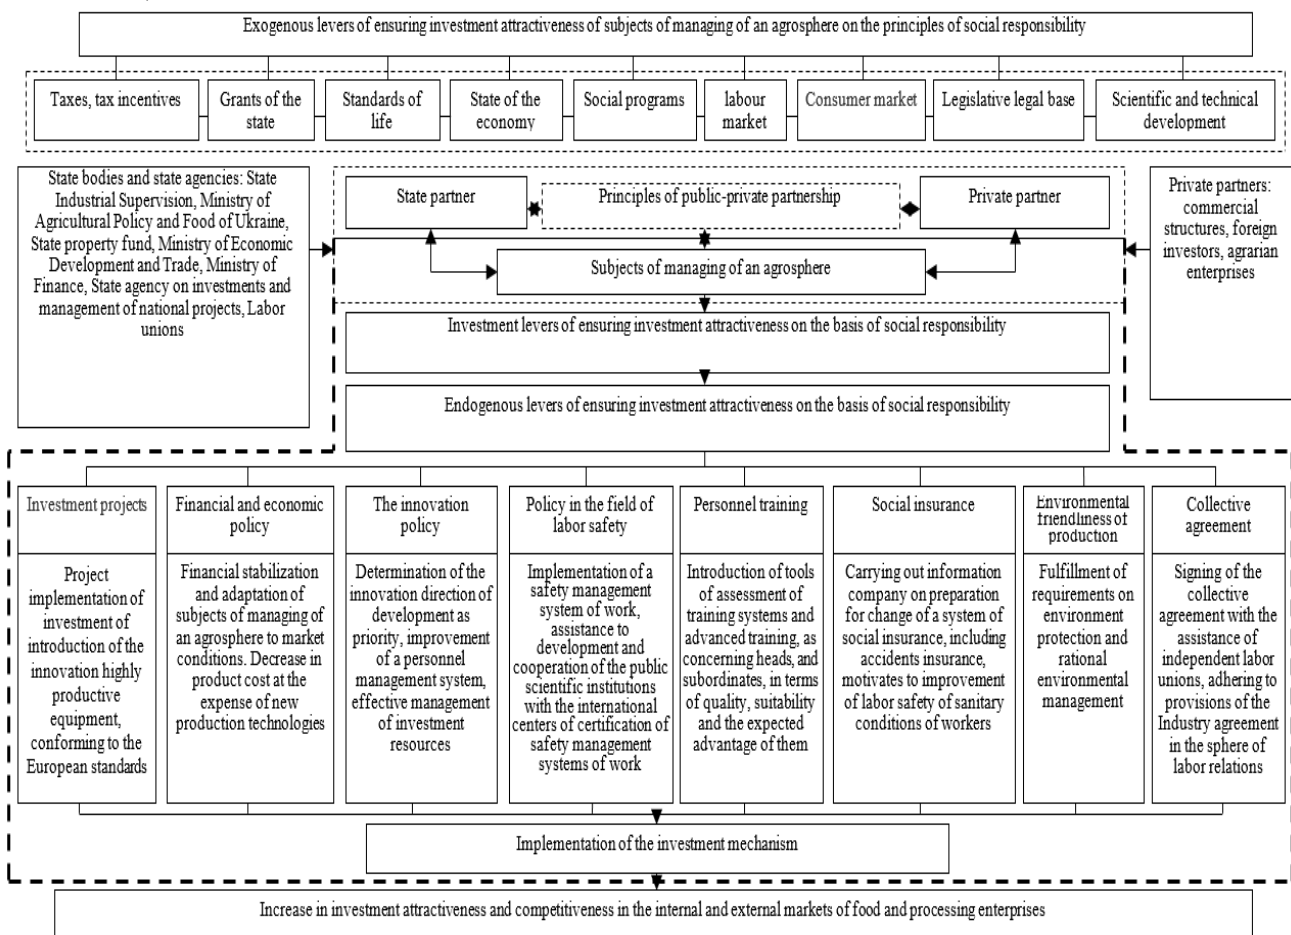 Exogenous levers of ensuring investment attractiveness of subjects of managing of an agrosphere on the principles of social responsibility
Taxes, tax incentives
Grants of the
state
Standards of
life
State of the
economy
Social programs
labour
market
Consumer market
Legislative legal base
Scientific and technical
development
State bodies and state agencies: State
Industrial Supervision, Ministry of
Agricultural Policy and Food of Ukraine,
State property fund, Ministry of Economic
Development and Trade, Ministry of
Finance, State agency on investments and
management of national projects, Labor
unions
State partner
Principles of public-private partnership
Private partner
Subjects of managing of an agrosphere
Private partners:
commercial
structures, foreign
investors, agrarian
enterprises
Investment levers of ensuring investment attractiveness on the basis of social responsibility
Endogenous levers of ensuring investment attractiveness on the basis of social responsibility
Investment projects
Project
implementation of
investment of
introduction of the
innovation highly
productive
equipment,
conforming to the
European standards
Financial and economic
policy
Financial stabilization
and adaptation of
subjects of managing of
an agrosphere to market
conditions. Decrease in
product cost at the
expense of new
production technologies
The innovation
policy
Determination of the
innovation direction of
development as
priority, improvement
of a personnel
management system,
effective management
of investment
resources
Policy in the field of
labor safety
Implementation of a
safety management
system of work,
assistance to
development and
cooperation of the public
scientific institutions
with the international
centers of certification of
safety management
systems of work
Personnel training
Introduction of tools
of assessment of
training systems and
advanced training, as
concerning heads, and
subordinates, in terms
of quality, suitability
and the expected
advantage of them
Social insurance
Carrying out information
company on preparation
for change of a system of
social insurance, including
accidents insurance,
motivates to improvement
of labor safety of sanitary
conditions of workers
Environmental
friendliness of
production
Fulfillment of
requirements on
environment
protection and
rational
environmental
management
Collective
agreement
Signing of the
collective
agreement with the
assistance of
independent labor
unions, adhering to
provisions of the
Industry agreement
in the sphere of
labor relations
Implementation of the investment mechanism
Increase in investment attractiveness and competitiveness in the internal and external markets of food and processing enterprises